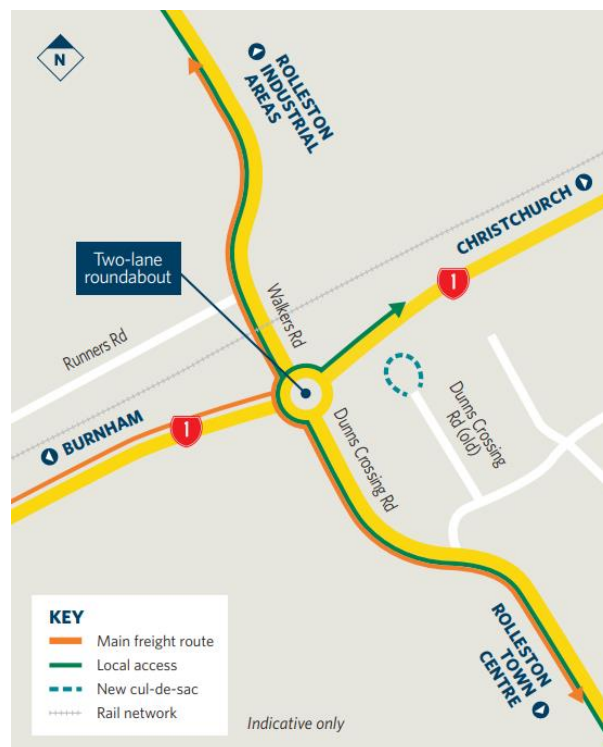 N
ROLLESTON
INDUSTRIAL
AREAS
CHRISTCHURCH
1
Two-lane
roundabout
Walkers Rd
Runners Rd
BURNHAM
1
Dunns Crossing Rd
Dunns Crossing
Rd (old)
ROLLESTON
TOWN
CENTRE
KEY
Main freight route
Local access
New cul-de-sac
Rail network
Indicative only